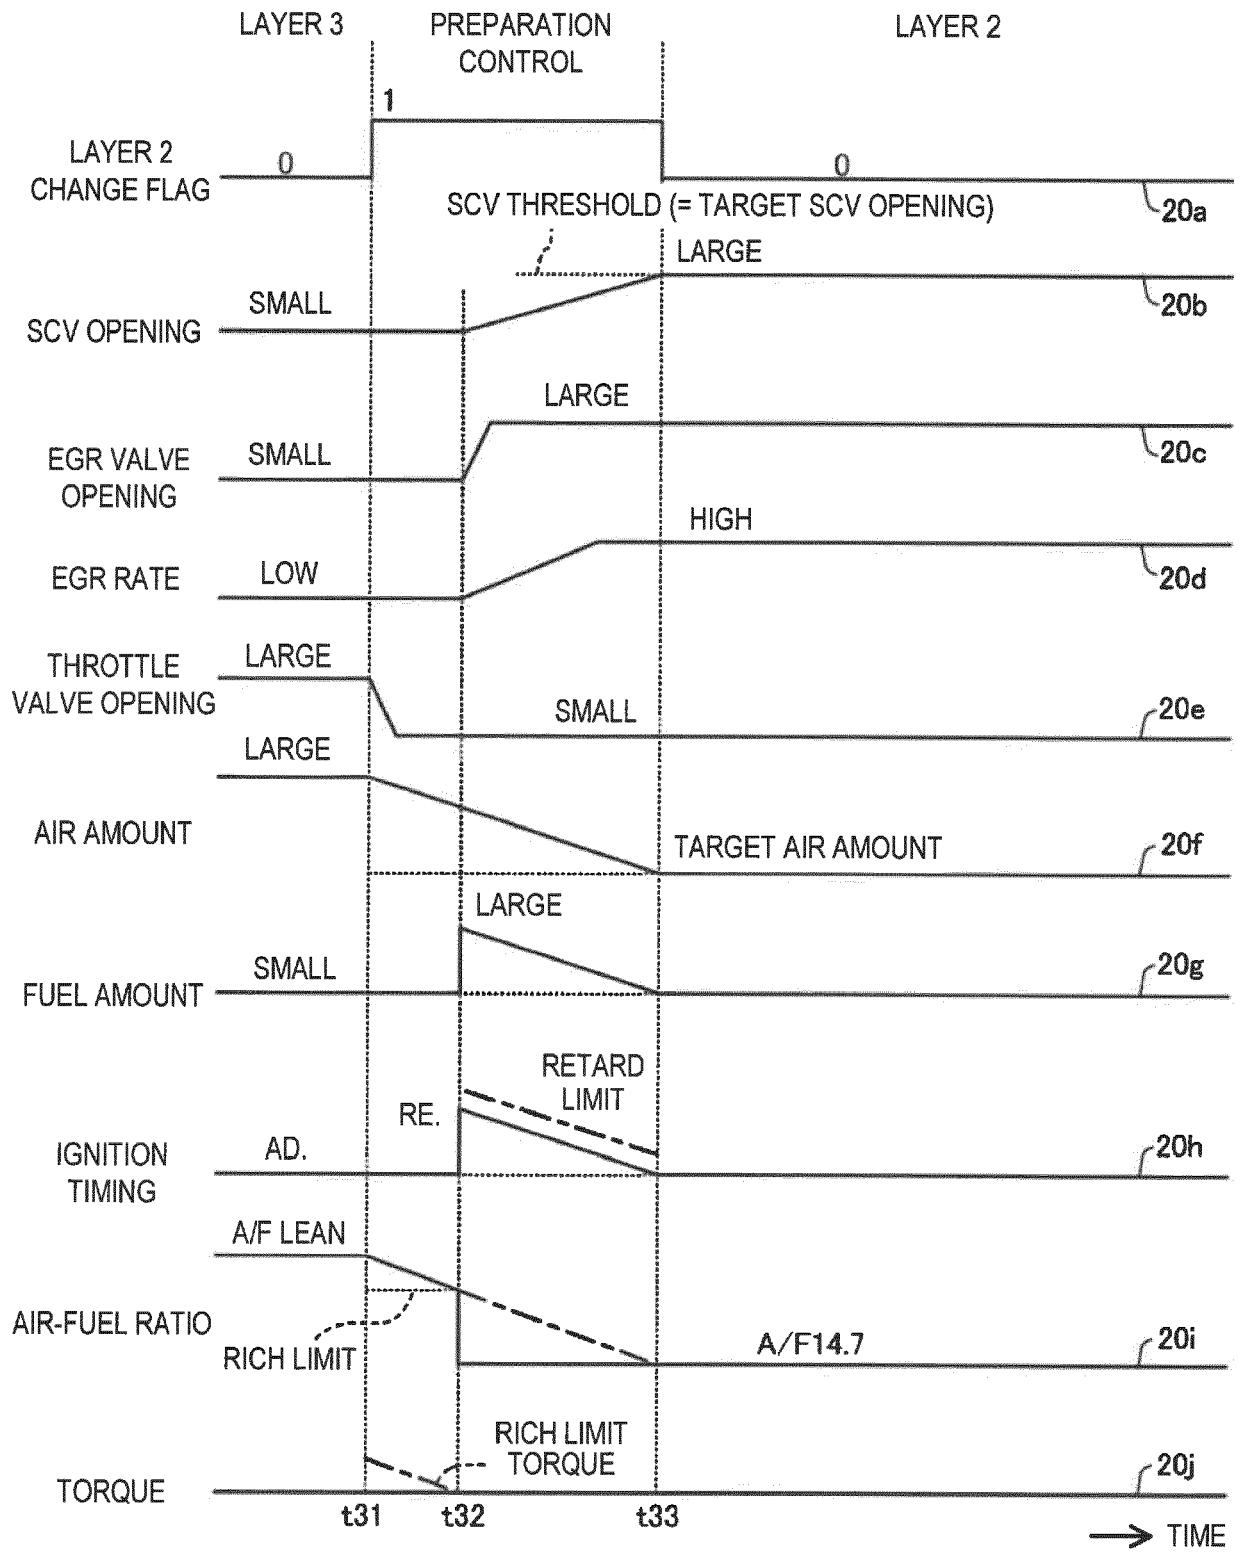 LAYER 3
PREPARATION
CONTROL
LAYER 2
1
LAYER 2
CHANGE FLAG
0
0
20a
SCV THRESHOLD (= TARGET SCV OPENING)
LARGE
SMALL
SCV OPENING
20b
LARGE
SMALL
EGR VALVE
OPENING
20c
HIGH
LOW
EGR RATE
20d
LARGE
THROTTLE
VALVE OPENING
SMALL
20e
LARGE
AIR AMOUNT
TARGET AIR AMOUNT
20f
LARGE
SMALL
FUEL AMOUNT
20g
RETARD
LIMIT
RE.
AD.
IGNITION
TIMING
20h
A/F LEAN
AIR-FUEL RATIO
RICH LIMIT
A/F14.7
20i
RICH LIMIT
TORQUE
TORQUE
20j
t31
t32
t33
TIME